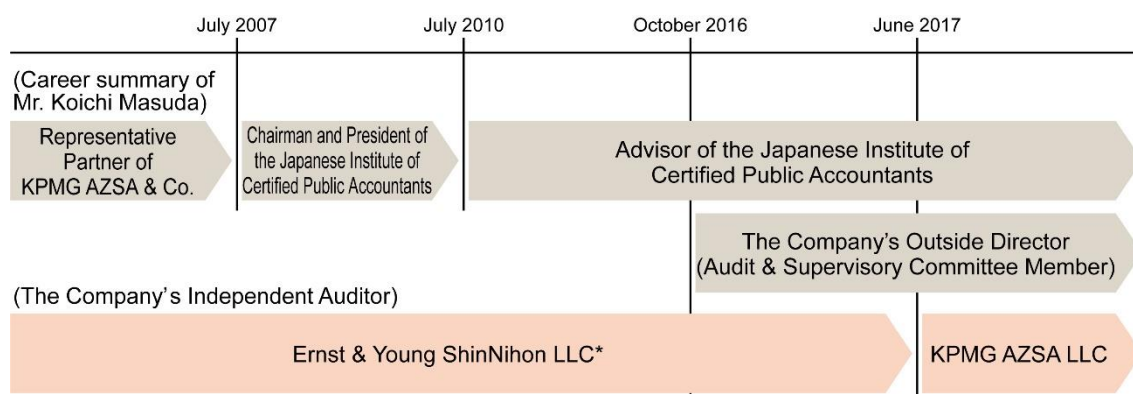 July 2007
July 2010
October 2016
June 2017
(Career summary of
Mr. Koichi Masuda)
Representative
Partner of
KPMG AZSA & Co.
Chairman and President of
the Japanese Institute of
Certified Public Accountants
Advisor of the Japanese Institute of
Certified Public Accountants
The Company's Outside Director
(Audit & Supervisory Committee Member)
(The Company's Independent Auditor)
Ernst & Young ShinNihon LLC*
KPMG AZSA LLC